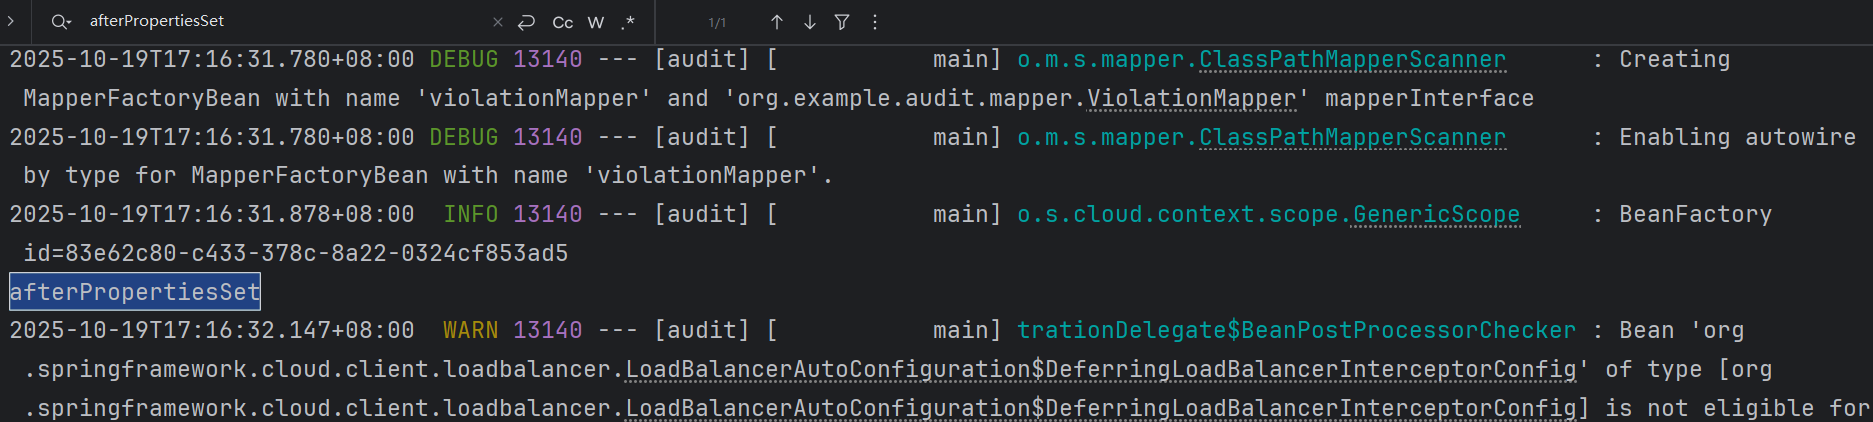 afterPropertiesSet × Cc W .* 1/1
2025-10-19T17:16:31.780+08:00 DEBUG 13140 --- [audit] [           main] o.m.s.mapper.ClassPathMapperScanner      : Creating
MapperFactoryBean with name 'violationMapper' and 'org.example.audit.mapper.ViolationMapper' mapperInterface
2025-10-19T17:16:31.780+08:00 DEBUG 13140 --- [audit] [           main] o.m.s.mapper.ClassPathMapperScanner      : Enabling autowire
by type for MapperFactoryBean with name 'violationMapper'.
2025-10-19T17:16:31.878+08:00  INFO 13140 --- [audit] [           main] o.s.cloud.context.scope.GenericScope     : BeanFactory
id=83e62c80-c433-378c-8a22-0324cf853ad5
afterPropertiesSet
2025-10-19T17:16:32.147+08:00  WARN 13140 --- [audit] [           main] trationDelegate$BeanPostProcessorChecker : Bean 'org
.springframework.cloud.client.loadbalancer.LoadBalancerAutoConfiguration$DeferringLoadBalancerInterceptorConfig' of type [org
.springframework.cloud.client.loadbalancer.LoadBalancerAutoConfiguration$DeferringLoadBalancerInterceptorConfig] is not eligible for